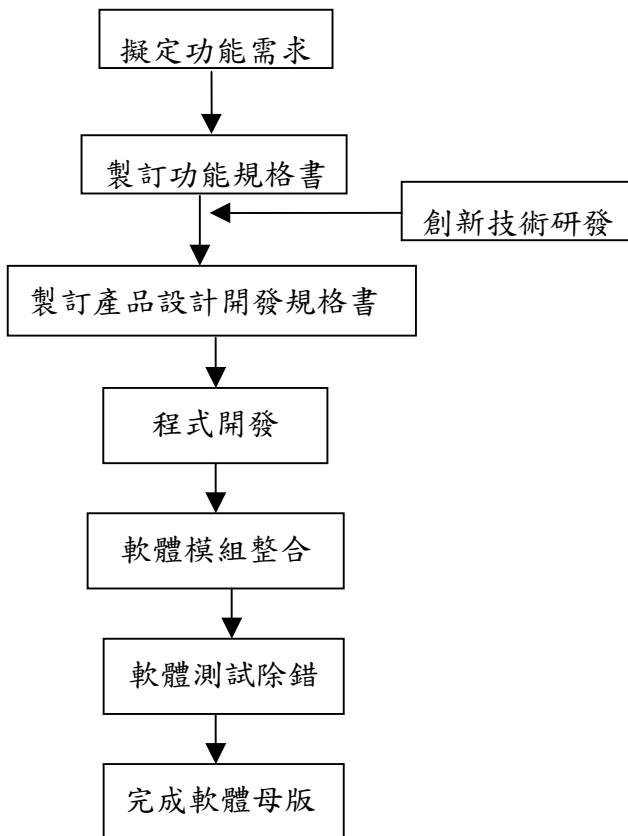 擬定功能需求
製訂功能規格書
創新技術研發
製訂產品設計開發規格書
程式開發
軟體模組整合
軟體測試除錯
完成軟體母版